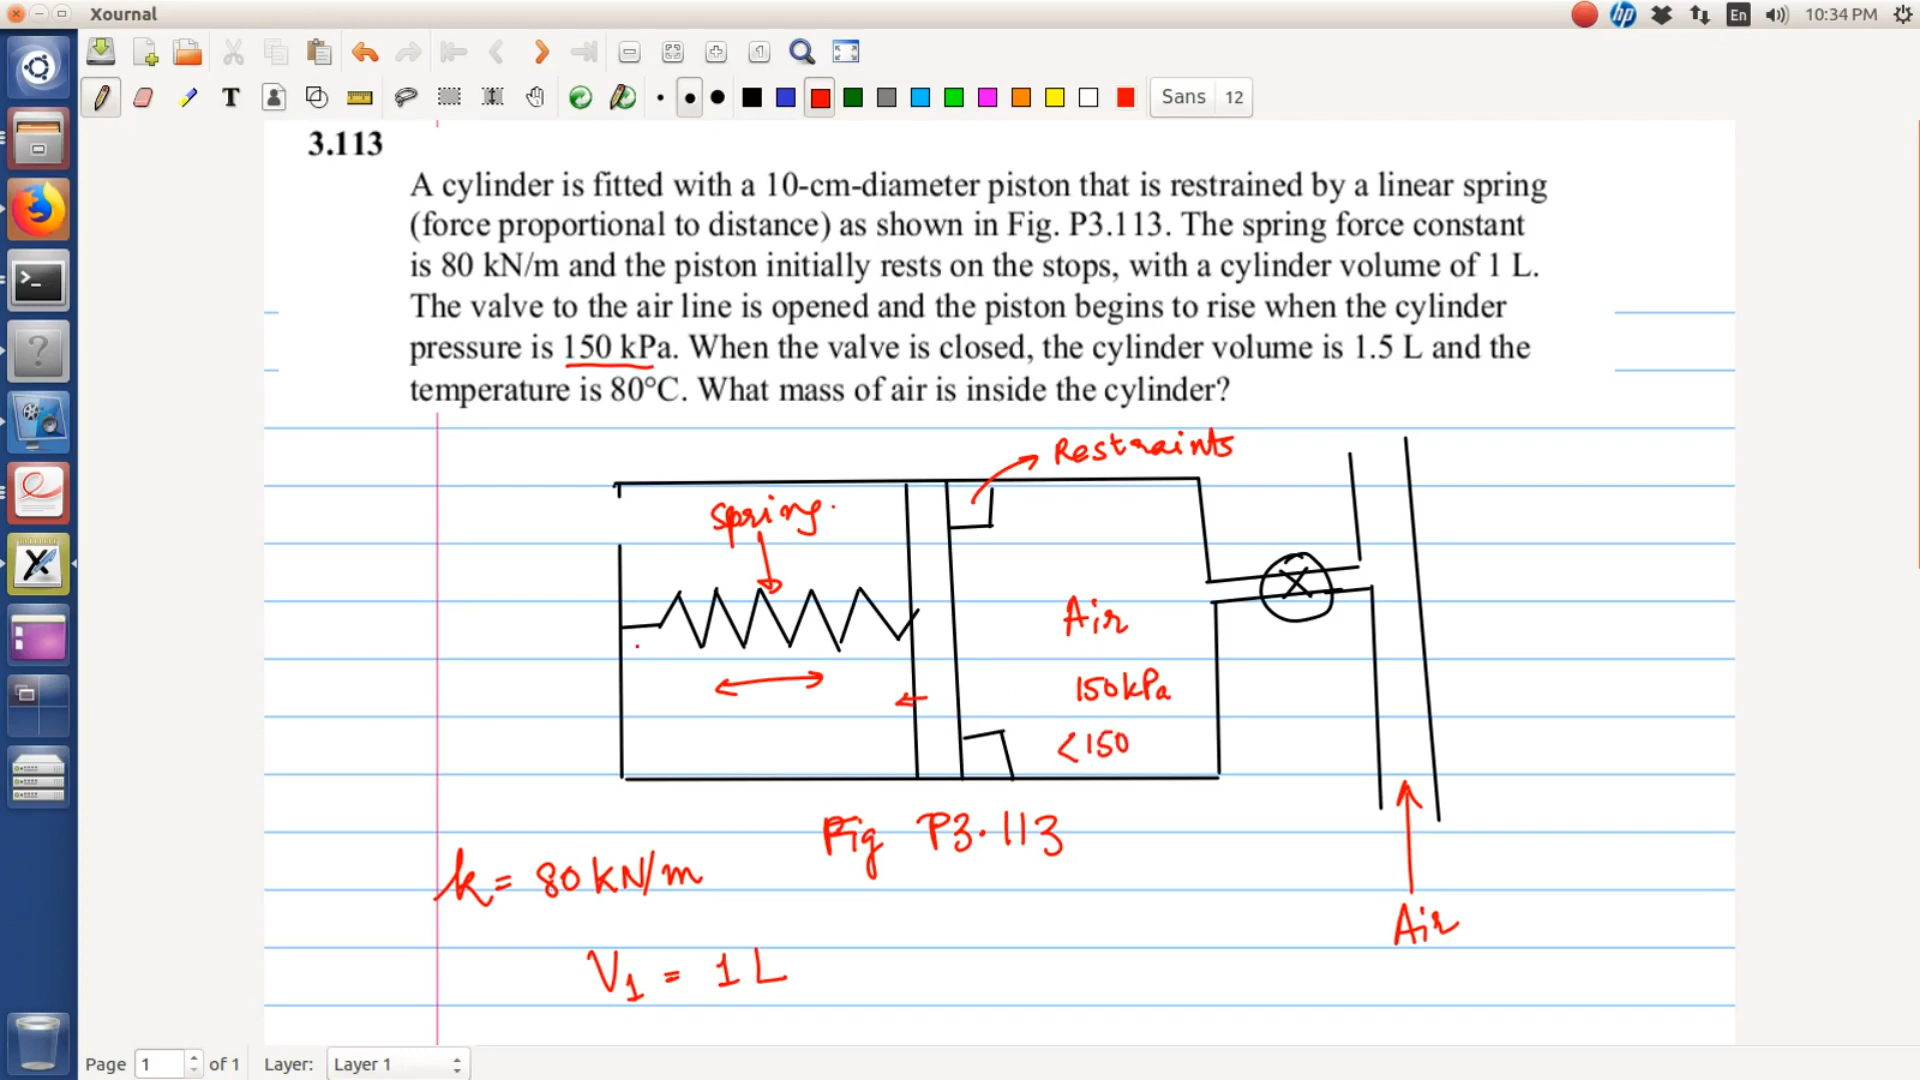 Xournal
En
10:34 PM
T
Sans 12
3.113
A cylinder is fitted with a 10-cm-diameter piston that is restrained by a linear spring
(force proportional to distance) as shown in Fig. P3.113. The spring force constant
is 80 kN/m and the piston initially rests on the stops, with a cylinder volume of 1 L.
The valve to the air line is opened and the piston begins to rise when the cylinder
pressure is 150 kPa. When the valve is closed, the cylinder volume is 1.5 L and the
temperature is 80°C. What mass of air is inside the cylinder?
Restraints
spring.
Air
150kPa
<150
Fig P3.113
k = 80 kN/m
Air
V1 = 1 L
Page 1 of 1 Layer: Layer 1